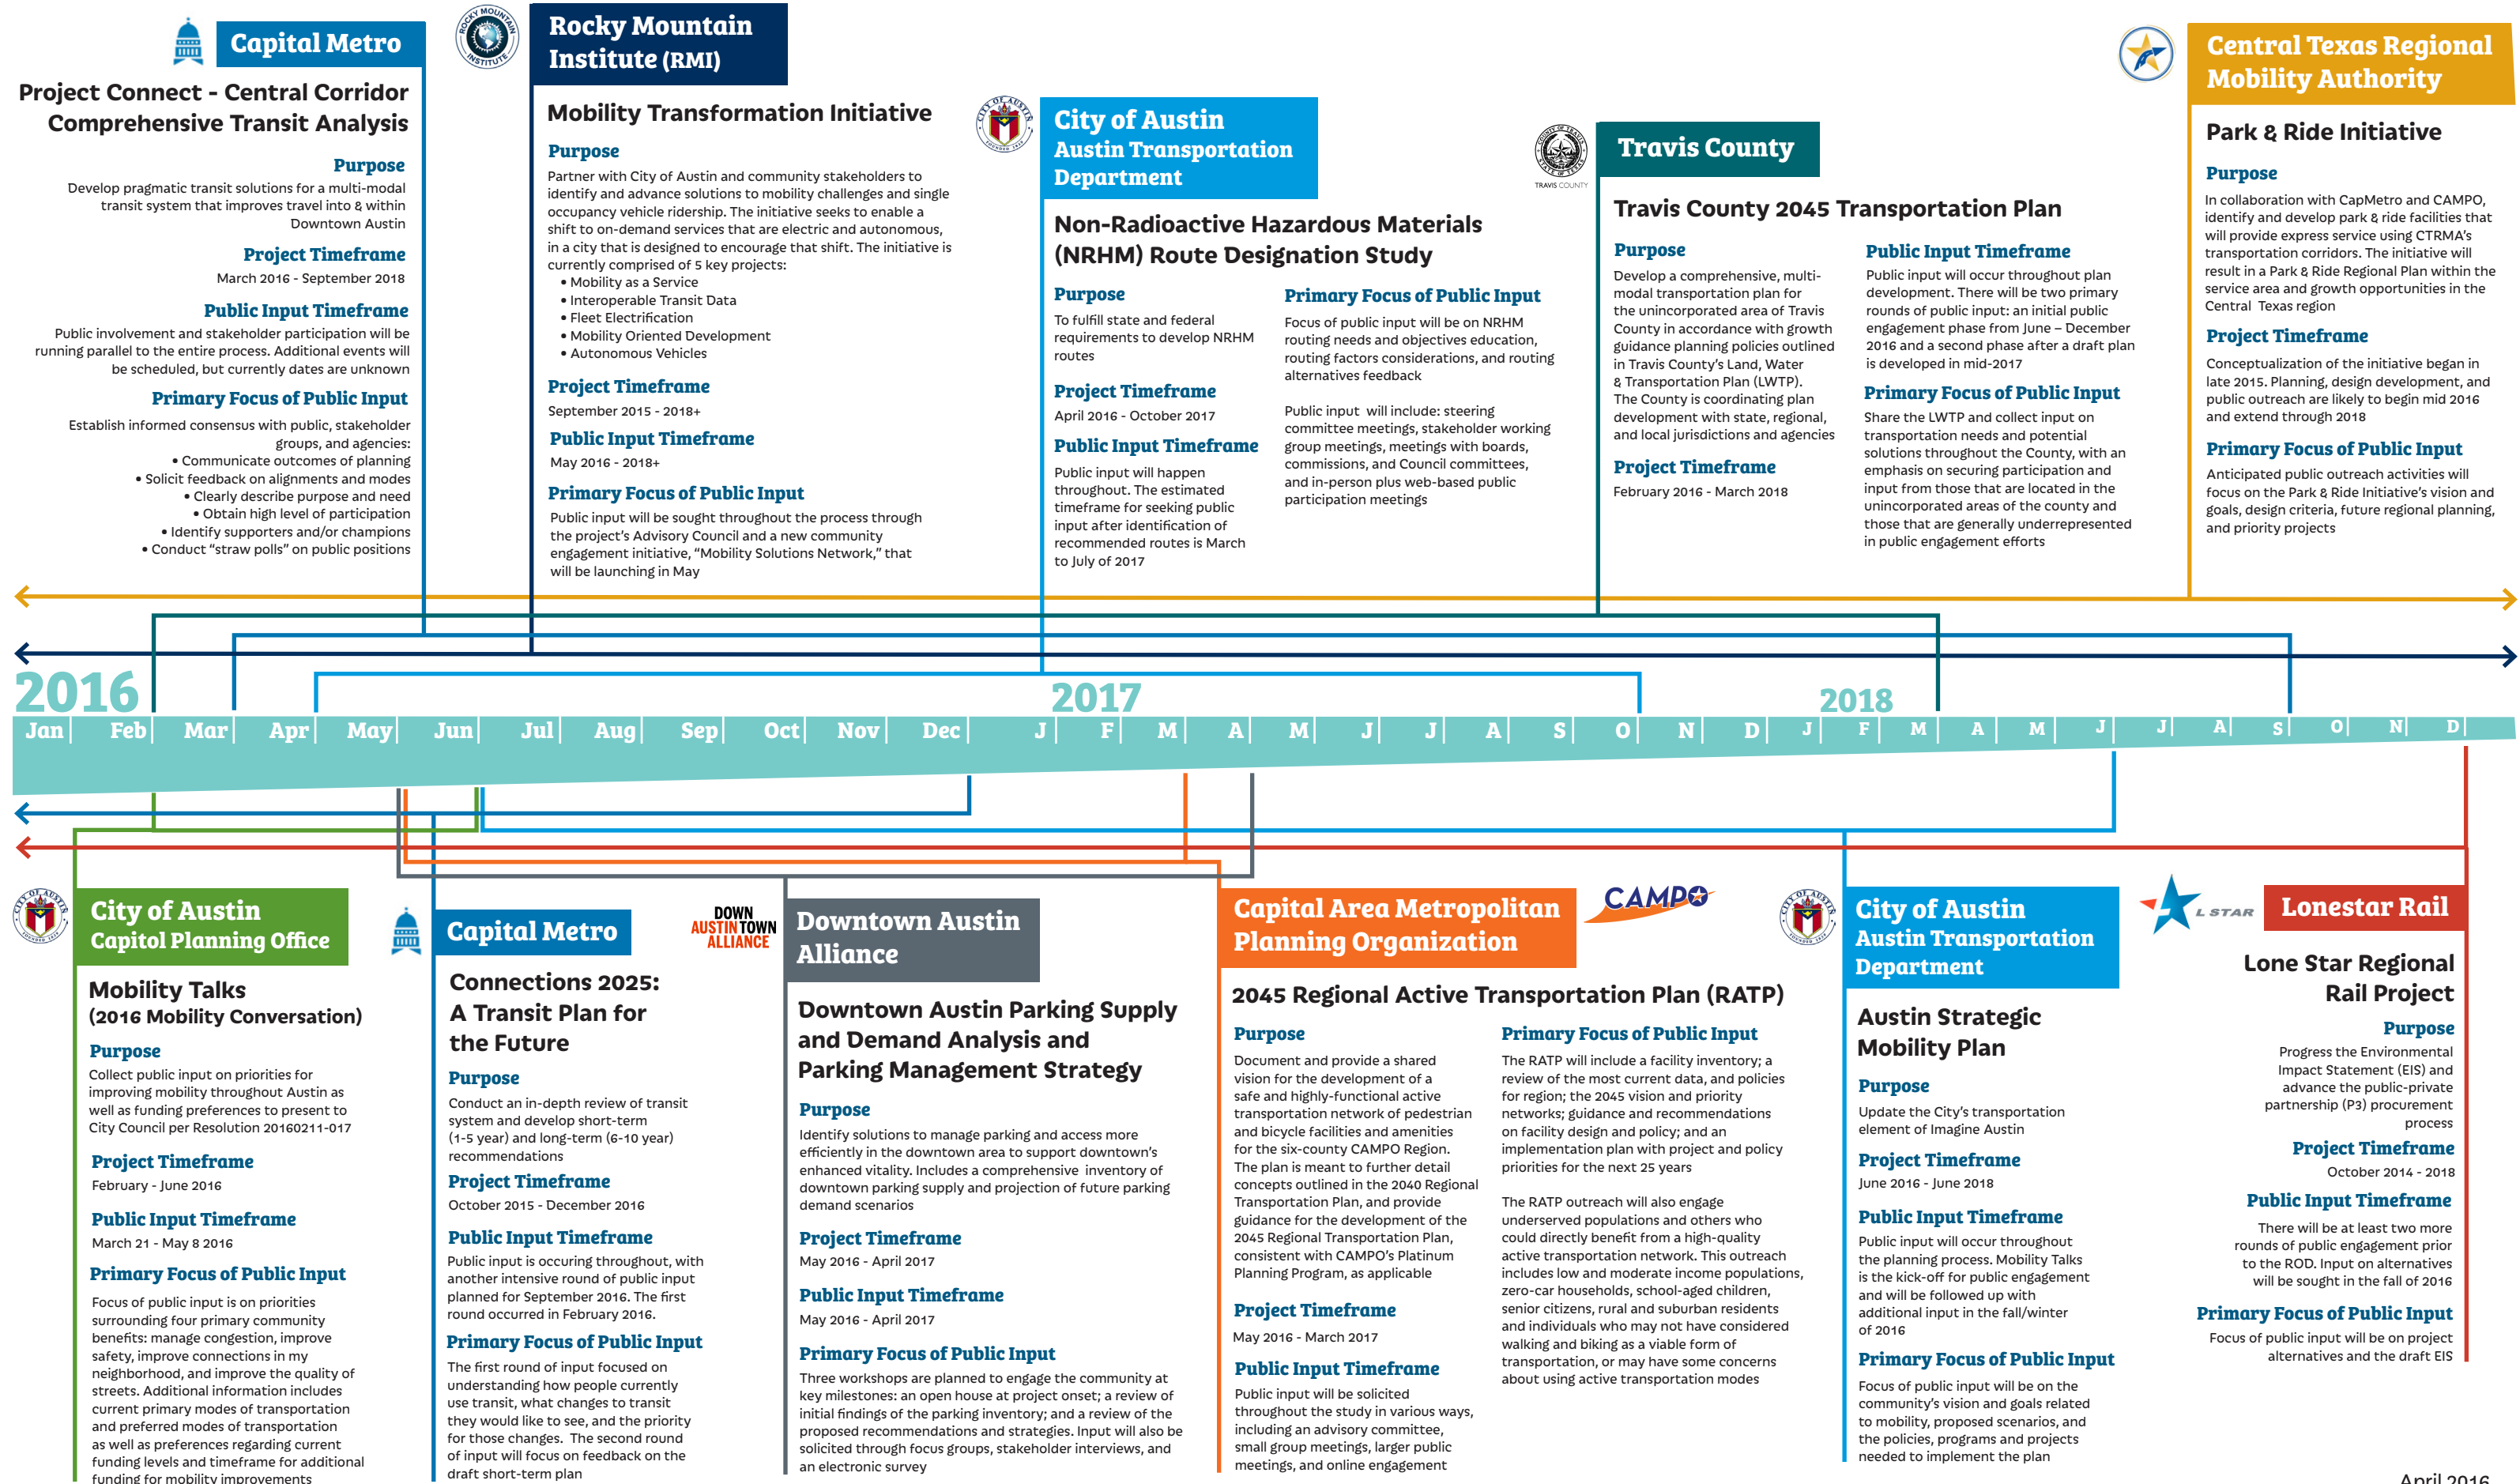 Capital Metro
Project Connect - Central Corridor
Comprehensive Transit Analysis
Purpose
Develop pragmatic transit solutions for a multi-modal
transit system that improves travel into & within
Downtown Austin
Project Timeframe
March 2016 - September 2018
Public Input Timeframe
Public involvement and stakeholder participation will be
running parallel to the entire process. Additional events will
be scheduled, but currently dates are unknown
Primary Focus of Public Input
Establish informed consensus with public, stakeholder
groups, and agencies:
• Communicate outcomes of planning
• Solicit feedback on alignments and modes
• Clearly describe purpose and need
• Obtain high level of participation
• Identify supporters and/or champions
• Conduct “straw polls” on public positions
ROCKY MOUNTAIN
INSTITUTE
Rocky Mountain
Institute (RMI)
Mobility Transformation Initiative
Purpose
Partner with City of Austin and community stakeholders to
identify and advance solutions to mobility challenges and single
occupancy vehicle ridership. The initiative seeks to enable a
shift to on-demand services that are electric and autonomous,
in a city that is designed to encourage that shift. The initiative is
currently comprised of 5 key projects:
• Mobility as a Service
• Interoperable Transit Data
• Fleet Electrification
• Mobility Oriented Development
• Autonomous Vehicles
Project Timeframe
September 2015 - 2018+
Public Input Timeframe
May 2016 - 2018+
Primary Focus of Public Input
Public input will be sought throughout the process through
the project’s Advisory Council and a new community
engagement initiative, “Mobility Solutions Network,” that
will be launching in May
CITY OF AUSTIN
FOUNDED 1839
City of Austin
Austin Transportation
Department
Non-Radioactive Hazardous Materials
(NRHM) Route Designation Study
Purpose
To fulfill state and federal
requirements to develop NRHM
routes
Project Timeframe
April 2016 - October 2017
Public Input Timeframe
Public input will happen
throughout. The estimated
timeframe for seeking public
input after identification of
recommended routes is March
to July of 2017
Primary Focus of Public Input
Focus of public input will be on NRHM
routing needs and objectives education,
routing factors considerations, and routing
alternatives feedback
Public input will include: steering
committee meetings, stakeholder working
group meetings, meetings with boards,
commissions, and Council committees,
and in-person plus web-based public
participation meetings
TRAVIS COUNTY
Travis County
Travis County 2045 Transportation Plan
Purpose
Develop a comprehensive, multi-
modal transportation plan for
the unincorporated area of Travis
County in accordance with growth
guidance planning policies outlined
in Travis County’s Land, Water
& Transportation Plan (LWTP).
The County is coordinating plan
development with state, regional,
and local jurisdictions and agencies
Project Timeframe
February 2016 - March 2018
Public Input Timeframe
Public input will occur throughout plan
development. There will be two primary
rounds of public input: an initial public
engagement phase from June – December
2016 and a second phase after a draft plan
is developed in mid-2017
Primary Focus of Public Input
Share the LWTP and collect input on
transportation needs and potential
solutions throughout the County, with an
emphasis on securing participation and
input from those that are located in the
unincorporated areas of the county and
those that are generally underrepresented
in public engagement efforts
Central Texas Regional
Mobility Authority
Park & Ride Initiative
Purpose
In collaboration with CapMetro and CAMPO,
identify and develop park & ride facilities that
will provide express service using CTRMA’s
transportation corridors. The initiative will
result in a Park & Ride Regional Plan within the
service area and growth opportunities in the
Central Texas region
Project Timeframe
Conceptualization of the initiative began in
late 2015. Planning, design development, and
public outreach are likely to begin mid 2016
and extend through 2018
Primary Focus of Public Input
Anticipated public outreach activities will
focus on the Park & Ride Initiative’s vision and
goals, design criteria, future regional planning,
and priority projects
2016 2017 2018
Jan Feb Mar Apr May Jun Jul Aug Sep Oct Nov Dec J F M A M J J A S O N D J F M A M J J A S O N D
CITY OF AUSTIN
FOUNDED 1839
City of Austin
Capitol Planning Office
Mobility Talks
(2016 Mobility Conversation)
Purpose
Collect public input on priorities for
improving mobility throughout Austin as
well as funding preferences to present to
City Council per Resolution 20160211-017
Project Timeframe
February - June 2016
Public Input Timeframe
March 21 - May 8 2016
Primary Focus of Public Input
Focus of public input is on priorities
surrounding four primary community
benefits: manage congestion, improve
safety, improve connections in my
neighborhood, and improve the quality of
streets. Additional information includes
current primary modes of transportation
and preferred modes of transportation
as well as preferences regarding current
funding levels and timeframe for additional
funding for mobility improvements
Capital Metro
Connections 2025:
A Transit Plan for
the Future
Purpose
Conduct an in-depth review of transit
system and develop short-term
(1-5 year) and long-term (6-10 year)
recommendations
Project Timeframe
October 2015 - December 2016
Public Input Timeframe
Public input is occuring throughout, with
another intensive round of public input
planned for September 2016. The first
round occurred in February 2016.
Primary Focus of Public Input
The first round of input focused on
understanding how people currently
use transit, what changes to transit
they would like to see, and the priority
for those changes. The second round
of input will focus on feedback on the
draft short-term plan
DOWN
AUSTIN TOWN
ALLIANCE
Downtown Austin
Alliance
Downtown Austin Parking Supply
and Demand Analysis and
Parking Management Strategy
Purpose
Identify solutions to manage parking and access more
efficiently in the downtown area to support downtown’s
enhanced vitality. Includes a comprehensive inventory of
downtown parking supply and projection of future parking
demand scenarios
Project Timeframe
May 2016 - April 2017
Public Input Timeframe
May 2016 - April 2017
Primary Focus of Public Input
Three workshops are planned to engage the community at
key milestones: an open house at project onset; a review of
initial findings of the parking inventory; and a review of the
proposed recommendations and strategies. Input will also be
solicited through focus groups, stakeholder interviews, and
an electronic survey
Capital Area Metropolitan
Planning Organization
CAMPO
2045 Regional Active Transportation Plan (RATP)
Purpose
Document and provide a shared
vision for the development of a
safe and highly-functional active
transportation network of pedestrian
and bicycle facilities and amenities
for the six-county CAMPO Region.
The plan is meant to further detail
concepts outlined in the 2040 Regional
Transportation Plan, and provide
guidance for the development of the
2045 Regional Transportation Plan,
consistent with CAMPO’s Platinum
Planning Program, as applicable
Project Timeframe
May 2016 - March 2017
Public Input Timeframe
Public input will be solicited
throughout the study in various ways,
including an advisory committee,
small group meetings, larger public
meetings, and online engagement
Primary Focus of Public Input
The RATP will include a facility inventory; a
review of the most current data, and policies
for region; the 2045 vision and priority
networks; guidance and recommendations
on facility design and policy; and an
implementation plan with project and policy
priorities for the next 25 years
The RATP outreach will also engage
underserved populations and others who
could directly benefit from a high-quality
active transportation network. This outreach
includes low and moderate income populations,
zero-car households, school-aged children,
senior citizens, rural and suburban residents
and individuals who may not have considered
walking and biking as a viable form of
transportation, or may have some concerns
about using active transportation modes
CITY OF AUSTIN
FOUNDED 1839
City of Austin
Austin Transportation
Department
Austin Strategic
Mobility Plan
Purpose
Update the City’s transportation
element of Imagine Austin
Project Timeframe
June 2016 - June 2018
Public Input Timeframe
Public input will occur throughout
the planning process. Mobility Talks
is the kick-off for public engagement
and will be followed up with
additional input in the fall/winter
of 2016
Primary Focus of Public Input
Focus of public input will be on the
community’s vision and goals related
to mobility, proposed scenarios, and
the policies, programs and projects
needed to implement the plan
L STAR
Lonestar Rail
Lone Star Regional
Rail Project
Purpose
Progress the Environmental
Impact Statement (EIS) and
advance the public-private
partnership (P3) procurement
process
Project Timeframe
October 2014 - 2018
Public Input Timeframe
There will be at least two more
rounds of public engagement prior
to the ROD. Input on alternatives
will be sought in the fall of 2016
Primary Focus of Public Input
Focus of public input will be on project
alternatives and the draft EIS
April 2016